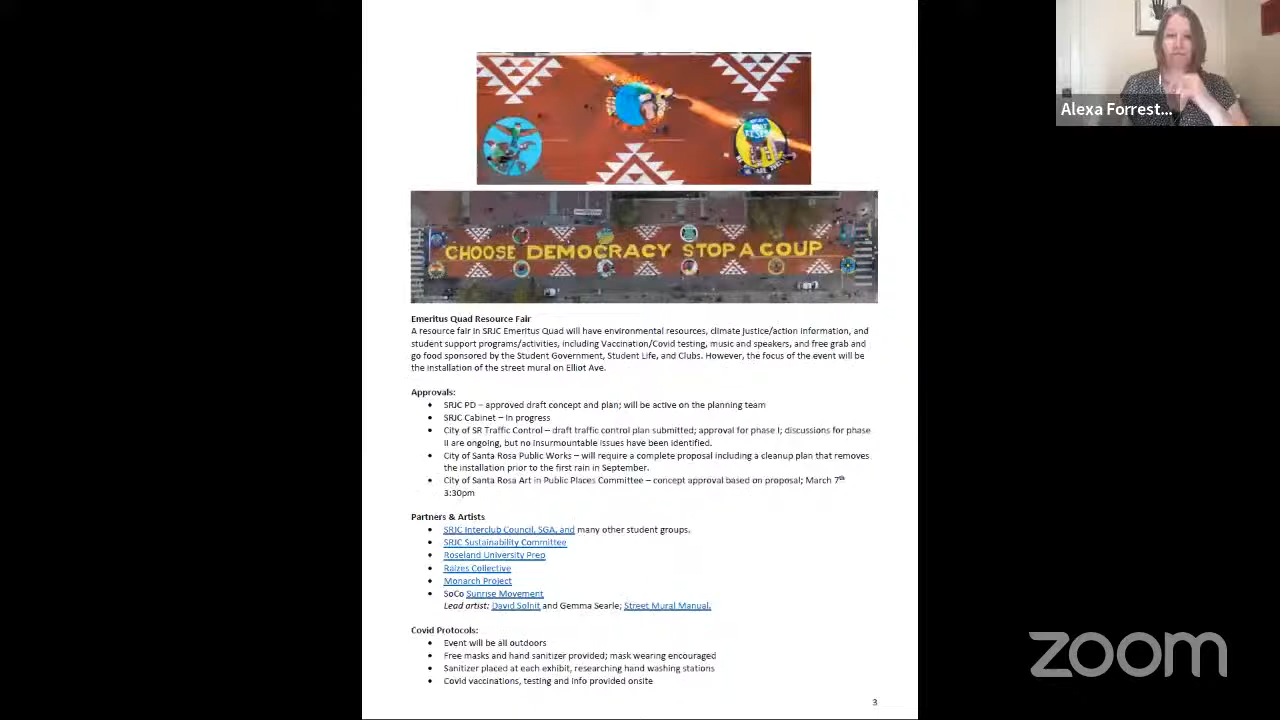 Alexa Forrest...
CHOOSE DEMOCRACY STOP A COUP
Emeritus Quad Resource Fair
A resource fair in SRJC Emeritus Quad will have environmental resources, climate justice/action information, and
student support programs/activities, including Vaccination/Covid testing, music and speakers, and free grab and
go food sponsored by the Student Government, Student Life, and Clubs. However, the focus of the event will be
the installation of the street mural on Elliot Ave.
Approvals:
• SRJC PD – approved draft concept and plan; will be active on the planning team
• SRJC Cabinet – In progress
• City of SR Traffic Control – draft traffic control plan submitted; approval for phase I; discussions for phase
II are ongoing, but no insurmountable issues have been identified.
• City of Santa Rosa Public Works – will require a complete proposal including a cleanup plan that removes
the installation prior to the first rain in September.
• City of Santa Rosa Art in Public Places Committee – concept approval based on proposal; March 7th
3:30pm
Partners & Artists
• SRJC Interclub Council, SGA, and many other student groups.
• SRJC Sustainability Committee
• Roseland University Prep
• Raizes Collective
• Monarch Project
• SoCo Sunrise Movement
Lead artist: David Solnit and Gemma Searle; Street Mural Manual.
Covid Protocols:
• Event will be all outdoors
• Free masks and hand sanitizer provided; mask wearing encouraged
• Sanitizer placed at each exhibit, researching hand washing stations
• Covid vaccinations, testing and info provided onsite
3
zoom